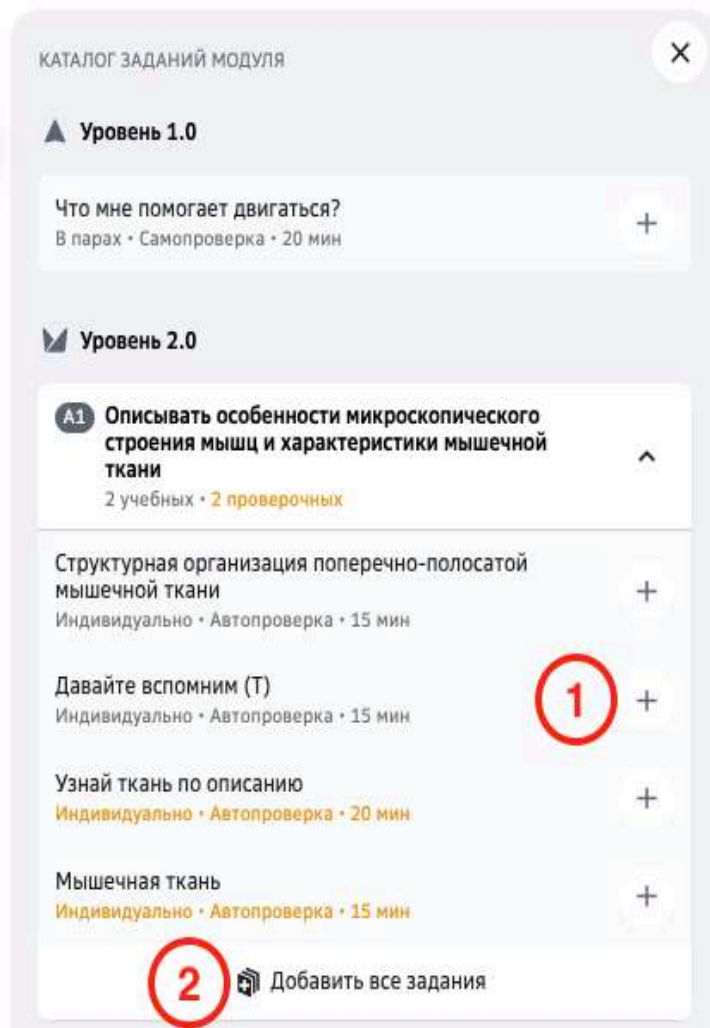 КАТАЛОГ ЗАДАНИЙ МОДУЛЯ
Уровень 1.0
Что мне помогает двигаться?
В парах • Самопроверка • 20 мин
Уровень 2.0
А1 Описывать особенности микроскопического
строения мышц и характеристики мышечной
ткани
2 учебных • 2 проверочных
Структурная организация поперечно-полосатой
мышечной ткани
Индивидуально • Автопроверка • 15 мин
Давайте вспомним (Т)
1
Индивидуально • Автопроверка • 15 мин
Узнай ткань по описанию
Индивидуально • Автопроверка • 20 мин
Мышечная ткань
Индивидуально • Автопроверка • 15 мин
2 Добавить все задания